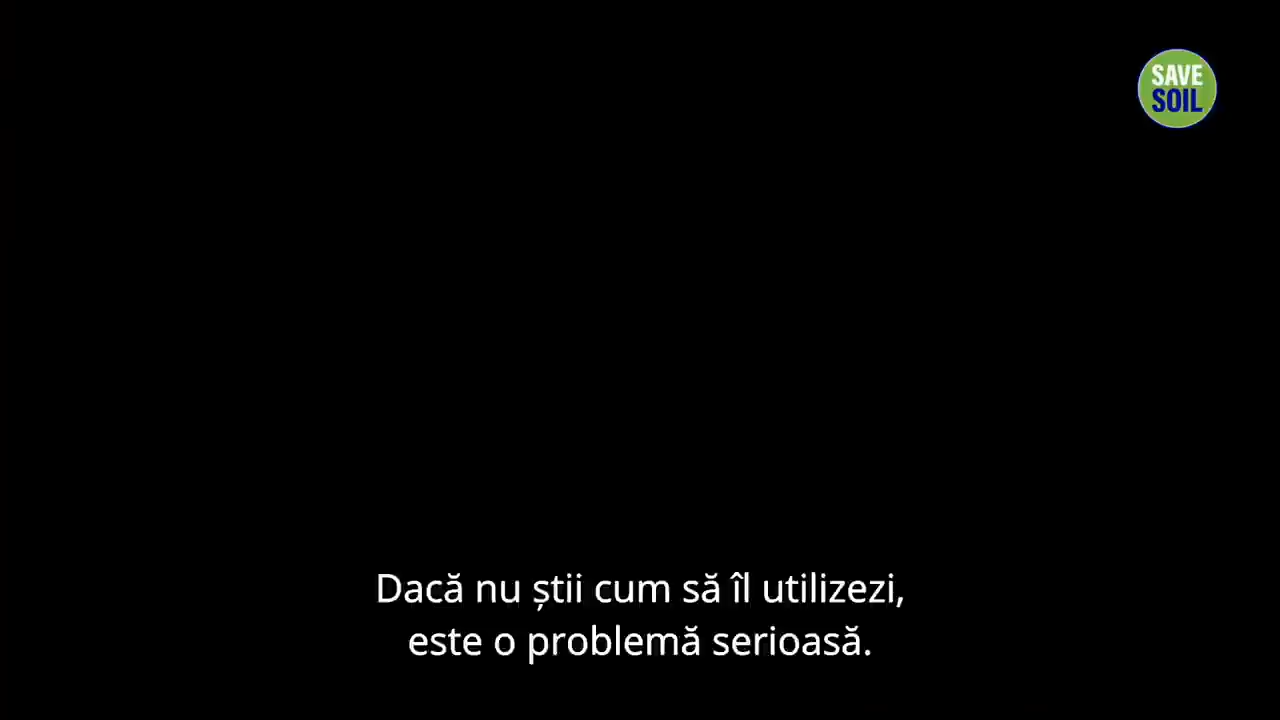 SAVE
SOIL
Dacă nu știi cum să îl utilizezi,
este o problemă serioasă.